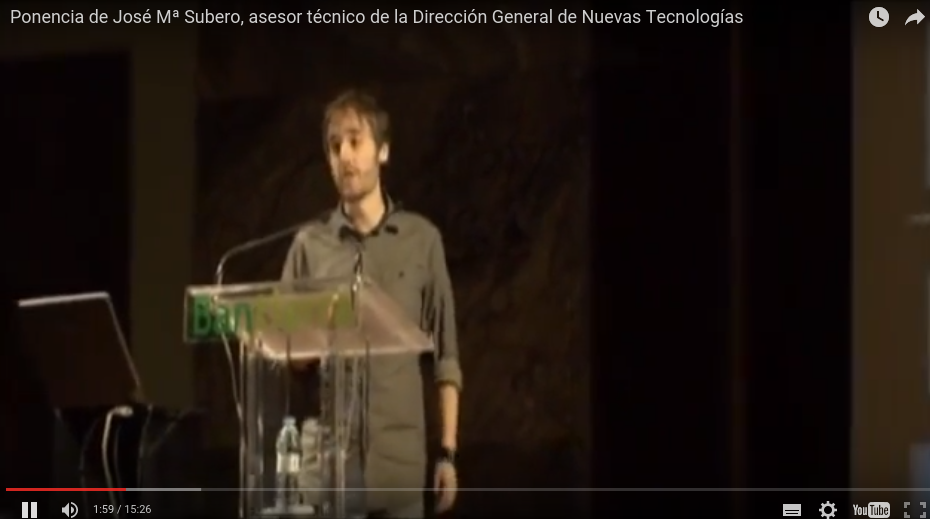 Ponencia de José Mª Subero, asesor técnico de la Dirección General de Nuevas Tecnologías
1:59 / 15:26
YouTube